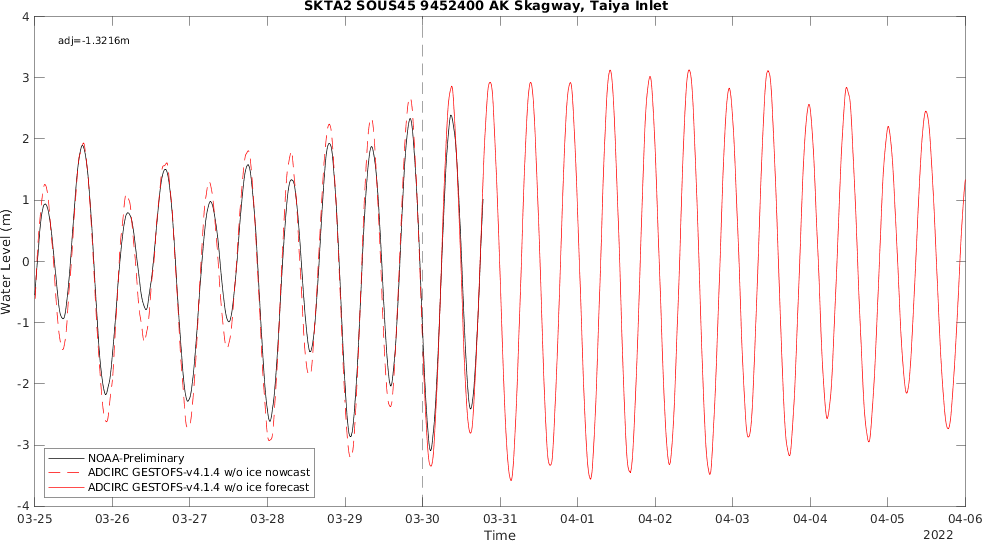 SKTA2 SOUS45 9452400 AK Skagway, Taiya Inlet
adj=-1.3216m
4
3
2
1
0
-1
-2
-3
-4
Water Level (m)
NOAA-Preliminary
ADCIRC GESTOFS-v4.1.4 w/o ice nowcast
ADCIRC GESTOFS-v4.1.4 w/o ice forecast
03-25 03-26 03-27 03-28 03-29 03-30 03-31 04-01 04-02 04-03 04-04 04-05 04-06
Time
2022